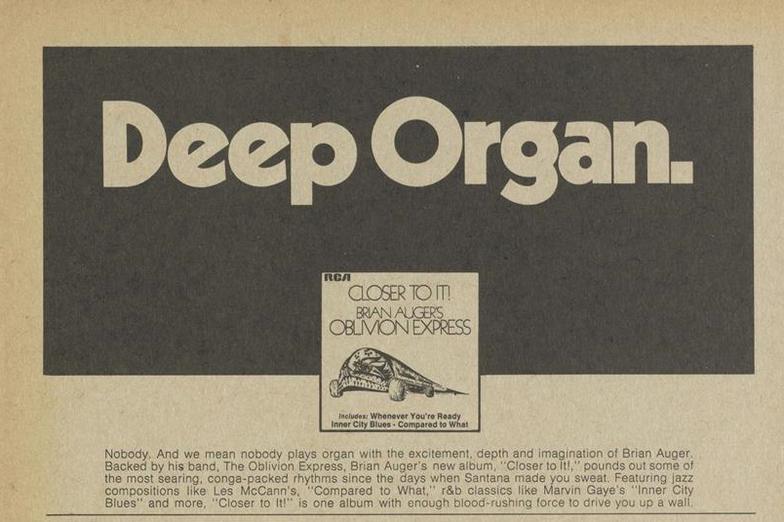 Deep Organ.
RCA
CLOSER TO IT!
BRIAN AUGER'S
OBLIVION EXPRESS
Includes: Whenever You're Ready
Inner City Blues - Compared to What
Nobody. And we mean nobody plays organ with the excitement, depth and imagination of Brian Auger.
Backed by his band, The Oblivion Express, Brian Auger's new album, "Closer to It!," pounds out some of
the most searing, conga-packed rhythms since the days when Santana made you sweat. Featuring jazz
compositions like Les McCann's, "Compared to What," r&b classics like Marvin Gaye's "Inner City
Blues" and more, "Closer to It!" is one album with enough blood-rushing force to drive you up a wall.